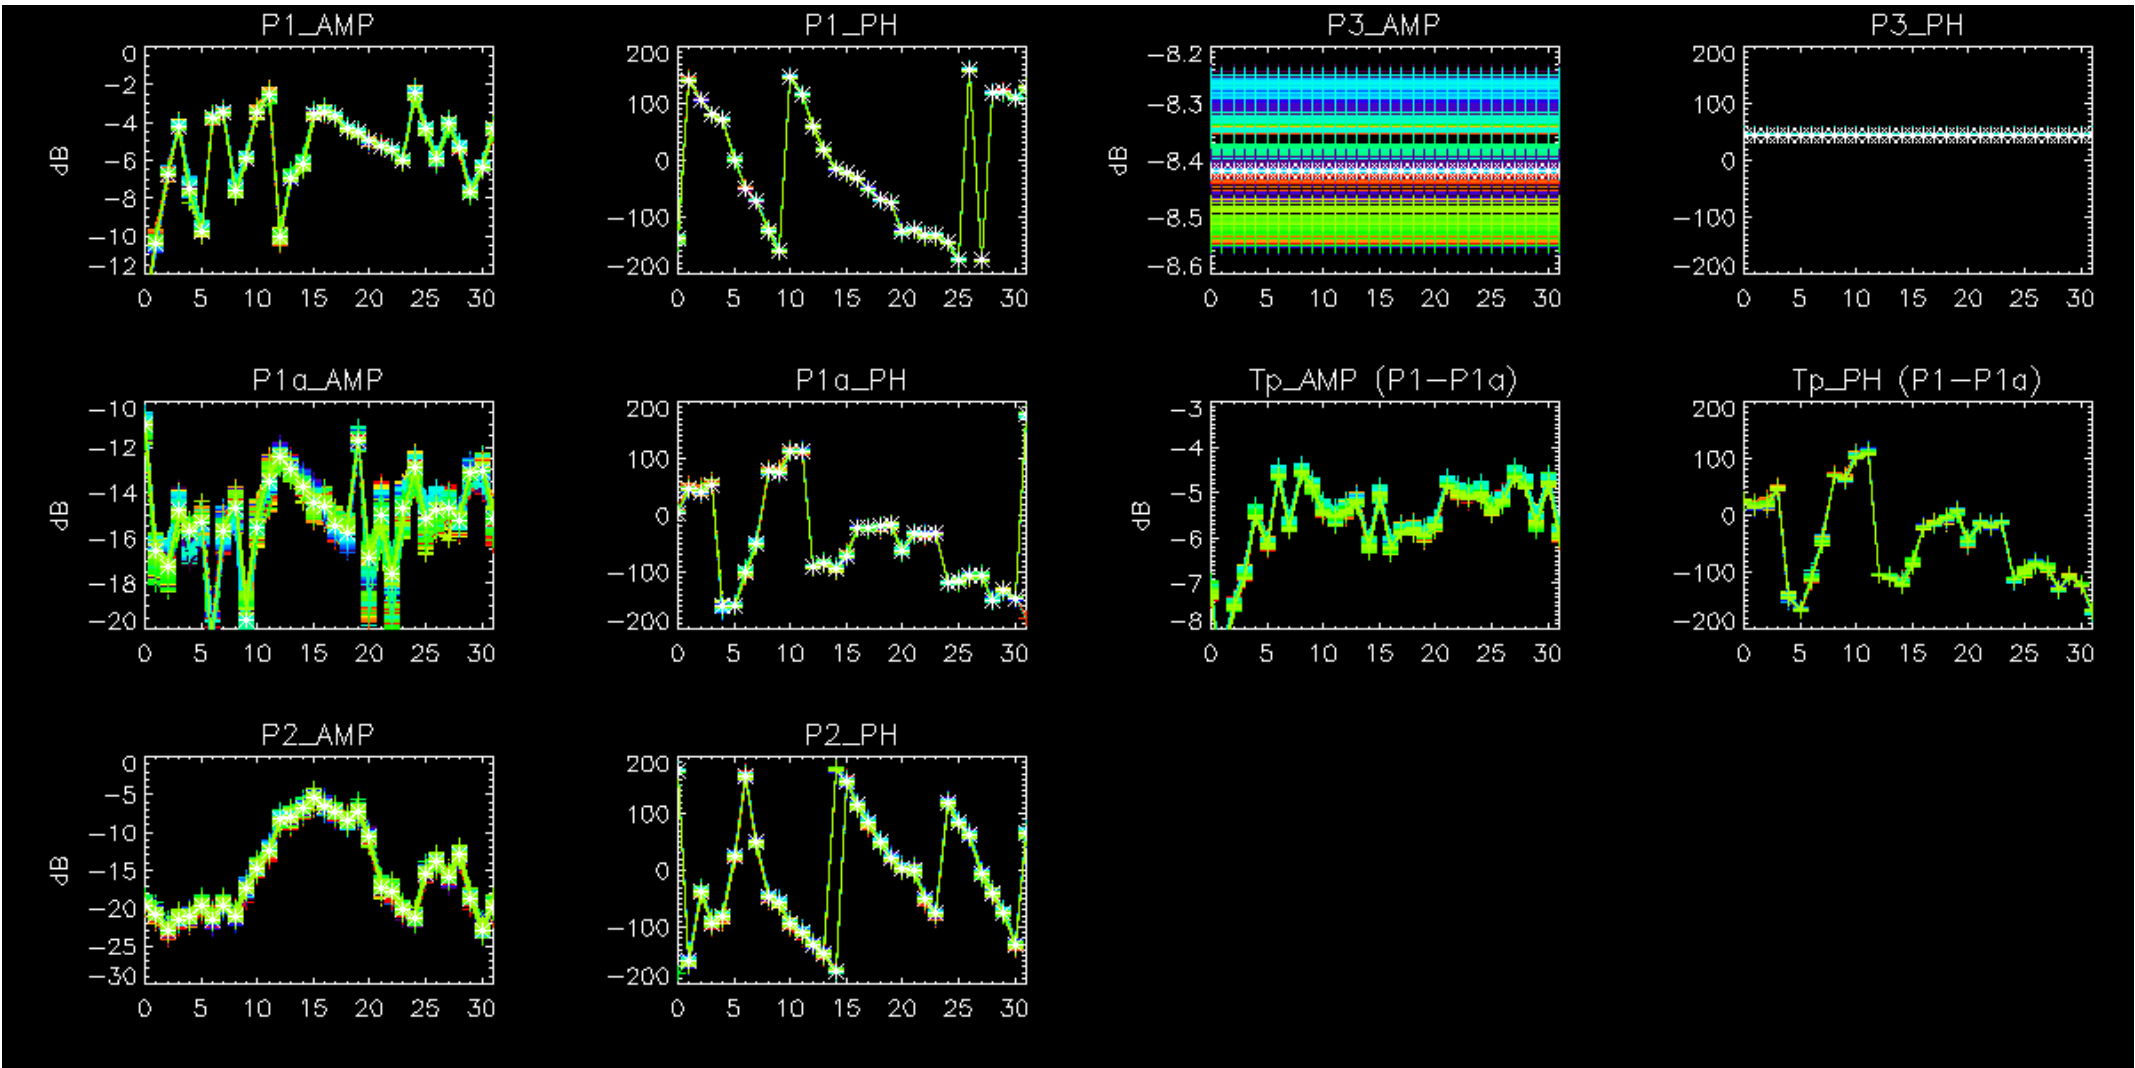 P1_AMP P1_PH P3_AMP P3_PH
0 200 -8.2 200
-2 100 -8.3 100
-4 0 -8.4 0
-6 -100 -8.5 -100
-8 -200 -8.6 -200
-10
-12
dB dB
0 5 10 15 20 25 30 0 5 10 15 20 25 30 0 5 10 15 20 25 30 0 5 10 15 20 25 30
P1a_AMP P1a_PH Tp_AMP (P1-P1a) Tp_PH (P1-P1a)
-10 200 -3 200
-12 100 -4 100
-14 0 -5 0
-16 -100 -6 -100
-18 -200 -7 -200
-20 -8
dB dB
0 5 10 15 20 25 30 0 5 10 15 20 25 30 0 5 10 15 20 25 30 0 5 10 15 20 25 30
P2_AMP P2_PH
0 200
-5 100
-10 0
-15 -100
-20 -200
-25
-30
dB
0 5 10 15 20 25 30 0 5 10 15 20 25 30